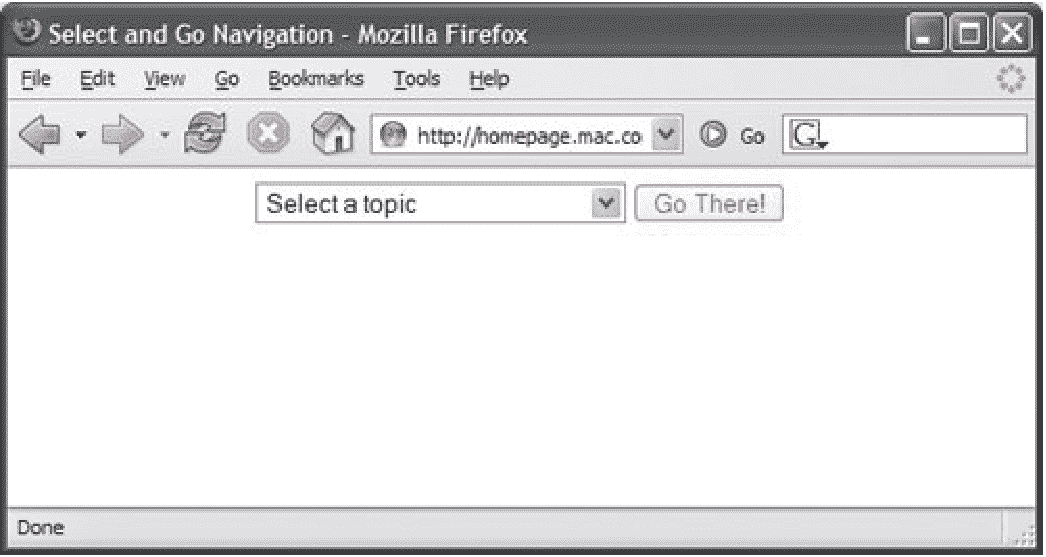 Select and Go Navigation - Mozilla Firefox
File Edit View Go Bookmarks Tools Help
http://homepage.mac.co Go G
Select a topic Go There!
Done